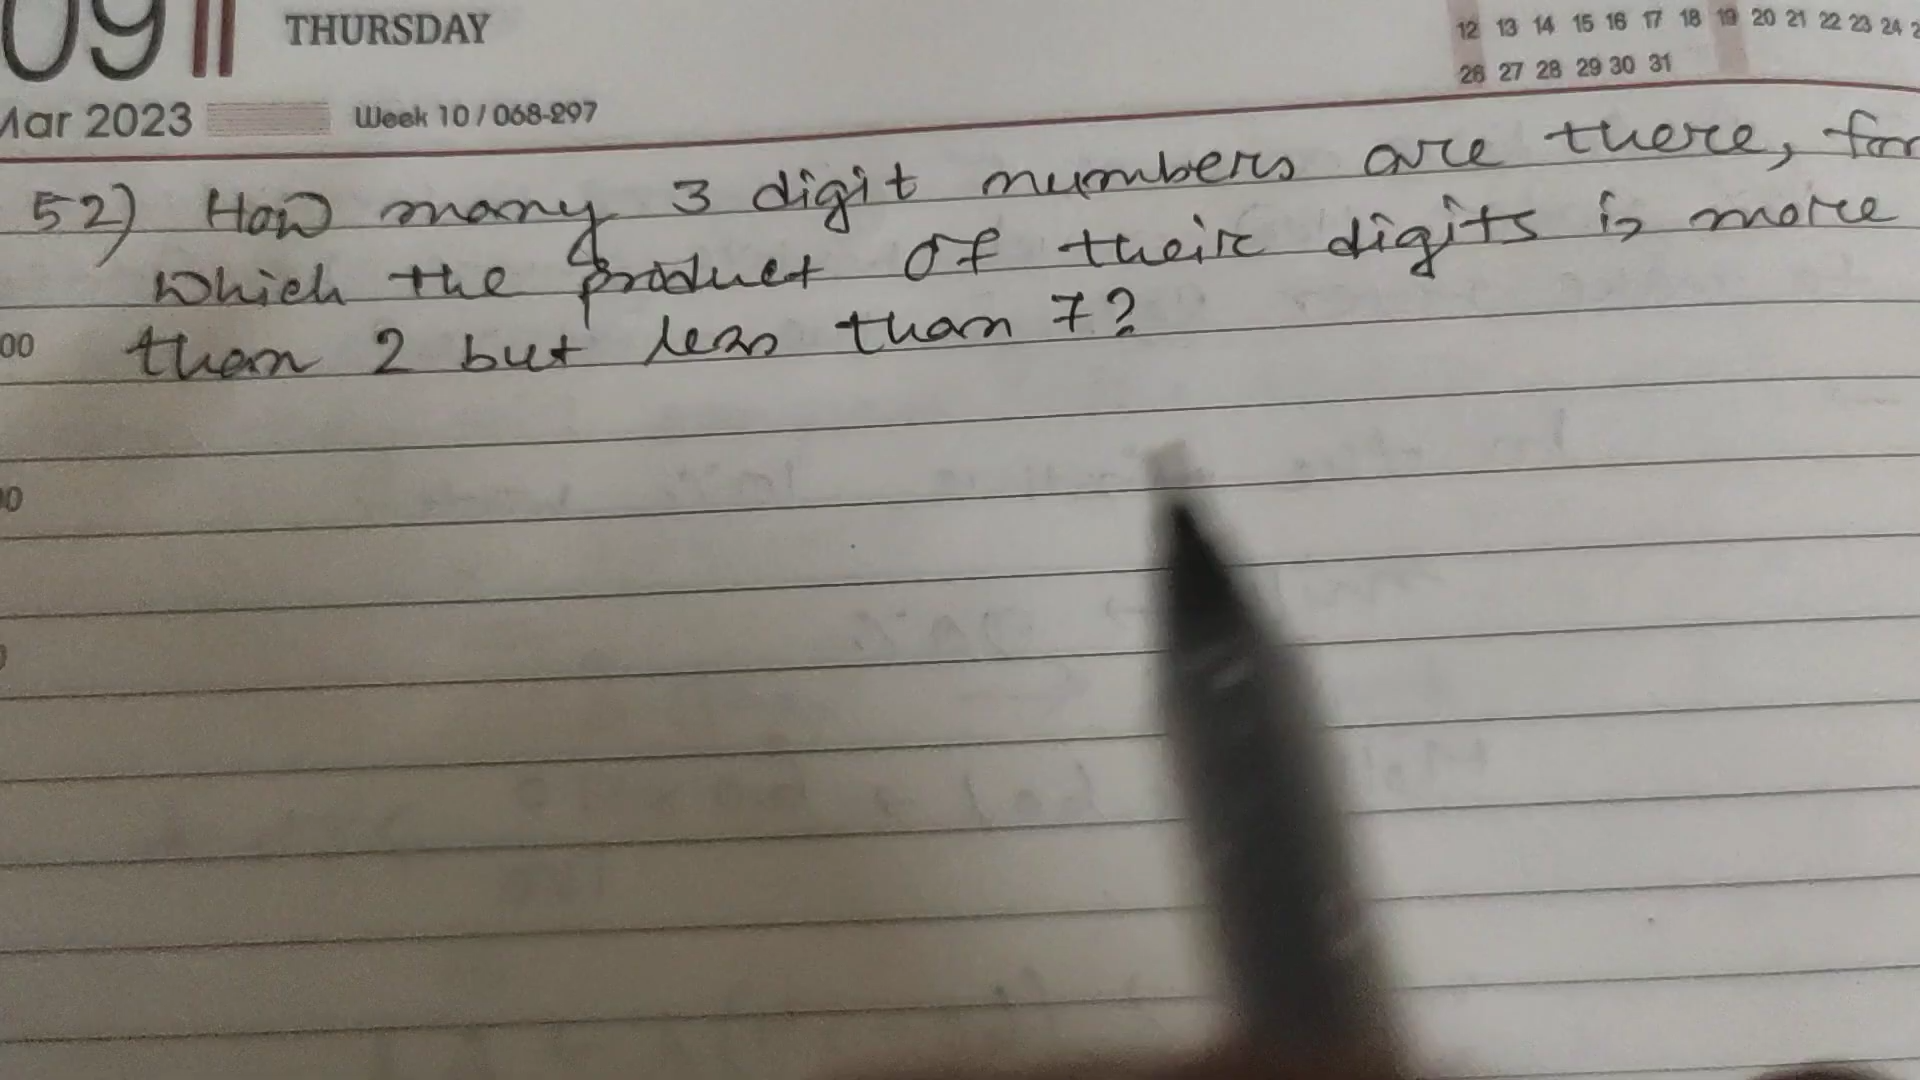 09 THURSDAY
Mar 2023 Week 10 / 068-297
12 13 14 15 16 17 18 19 20 21 22 23 24
26 27 28 29 30 31
52) How many 3 digit numbers are there, for
which the product of their digits is more
than 2 but less than 7?
00